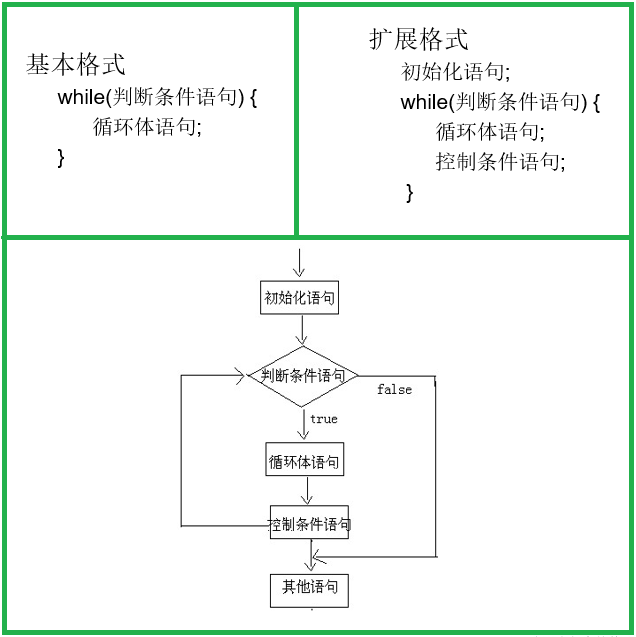 基本格式
while(判断条件语句) {
循环体语句;
}
扩展格式
初始化语句;
while(判断条件语句) {
循环体语句;
控制条件语句;
}
初始化语句
判断条件语句
false
true
循环体语句
控制条件语句
其他语句